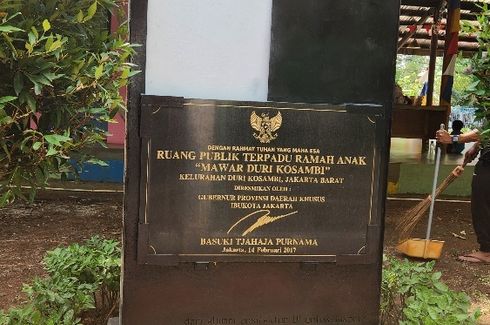 DENGAN RAHMAT TUHAN YANG MAHA ESA
RUANG PUBLIK TERPADU RAMAH ANAK
"MAWAR DURI KOSAMBI"
KELURAHAN DURI KOSAMBI, JAKARTA BARAT
DIRESMIKAN OLEH :
GUBERNUR PROVINSI DAERAH KHUSUS
IBUKOTA JAKARTA
BASUKI TJAHAJA PURNAMA
Jakarta, 14 Februari 2017